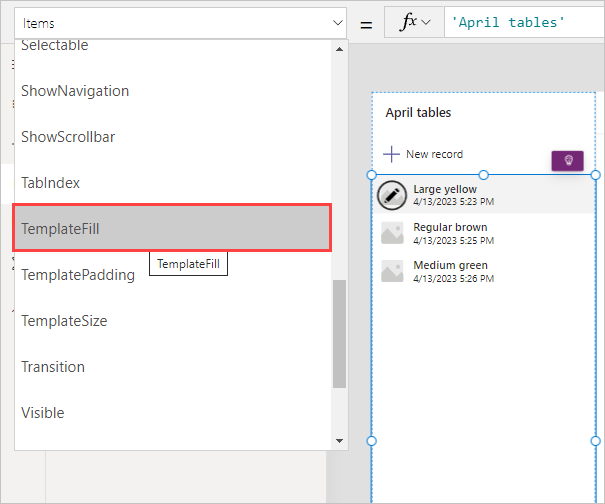 Items
=
fx
'April tables'
Selectable
ShowNavigation
ShowScrollbar
TabIndex
TemplateFill
TemplateFill
TemplatePadding
TemplateSize
Transition
Visible
April tables
New record
Large yellow
4/13/2023 5:23 PM
Regular brown
4/13/2023 5:25 PM
Medium green
4/13/2023 5:26 PM